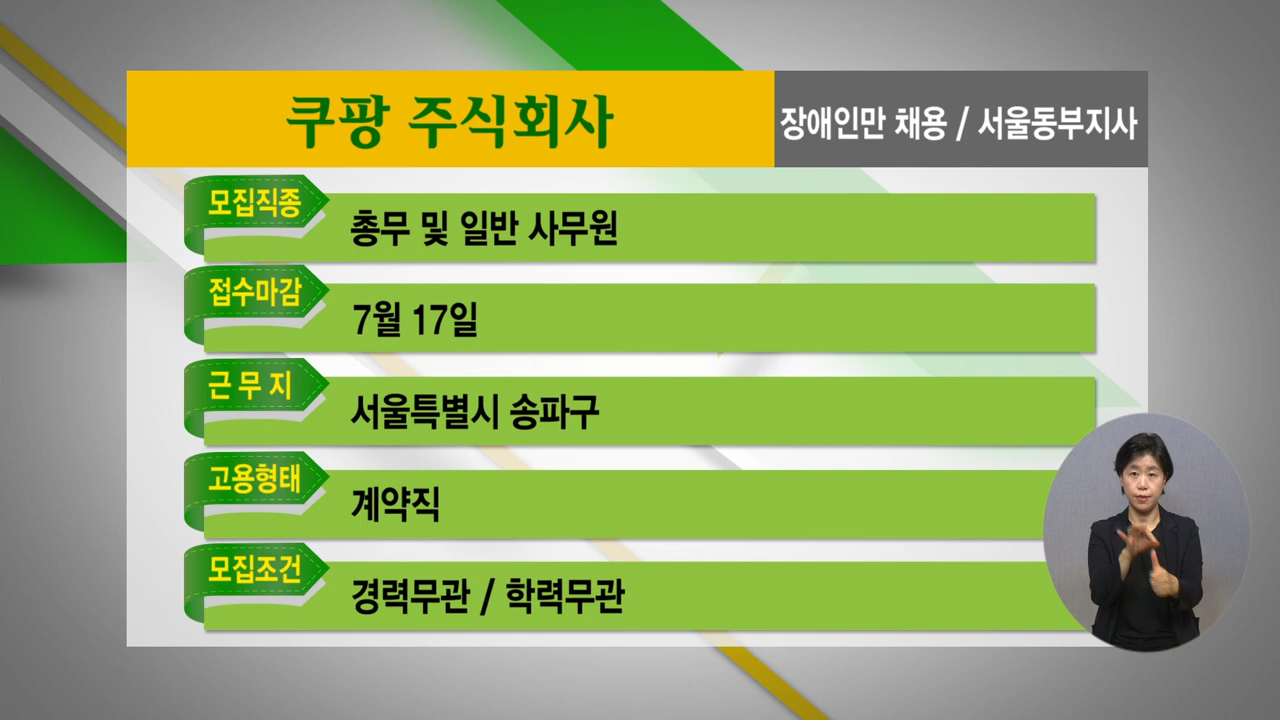 쿠팡 주식회사
장애인만 채용 / 서울동부지사
모집직종
총무 및 일반 사무원
접수마감
7월 17일
근 무 지
서울특별시 송파구
고용형태
계약직
모집조건
경력무관 / 학력무관